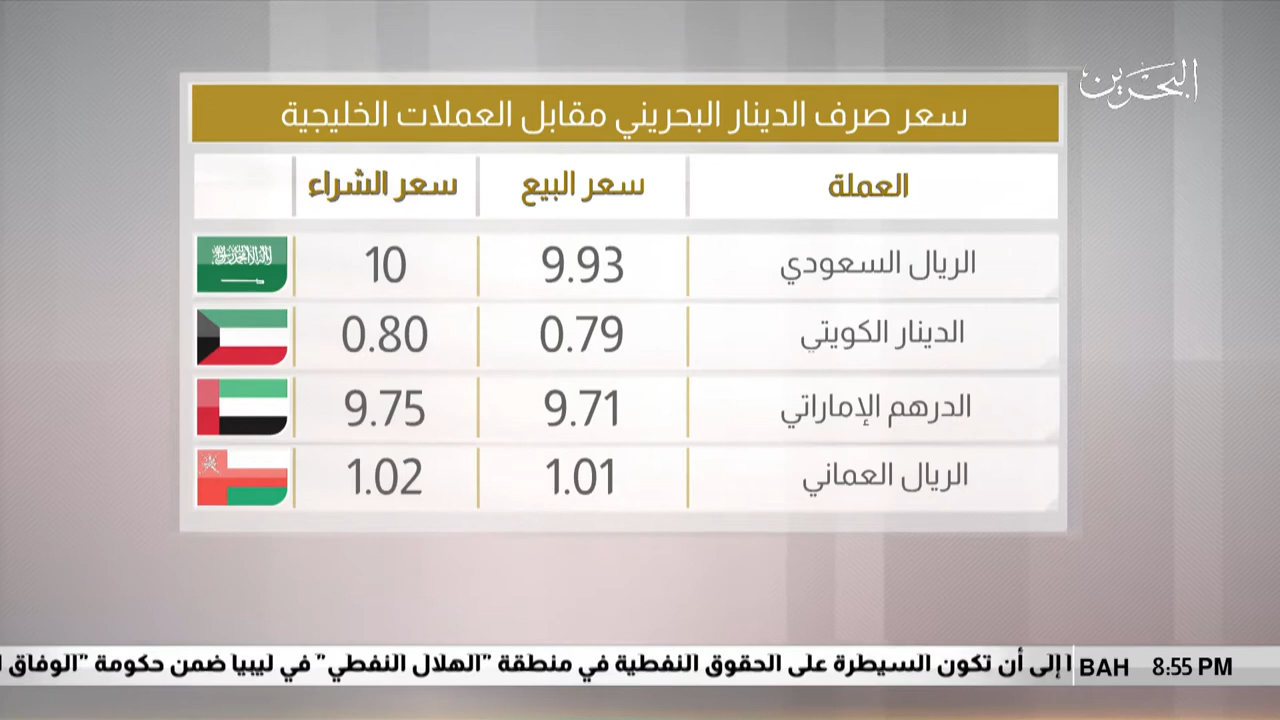 البحرين
سعر صرف الدينار البحريني مقابل العملات الخليجية
العملة سعر البيع سعر الشراء
الريال السعودي 9.93 10
الدينار الكويتي 0.79 0.80
الدرهم الإماراتي 9.71 9.75
الريال العماني 1.01 1.02
إلى أن تكون السيطرة على الحقوق النفطية في منطقة "الهلال النفطي" في ليبيا ضمن حكومة "الوفاق
BAH 8:55 PM